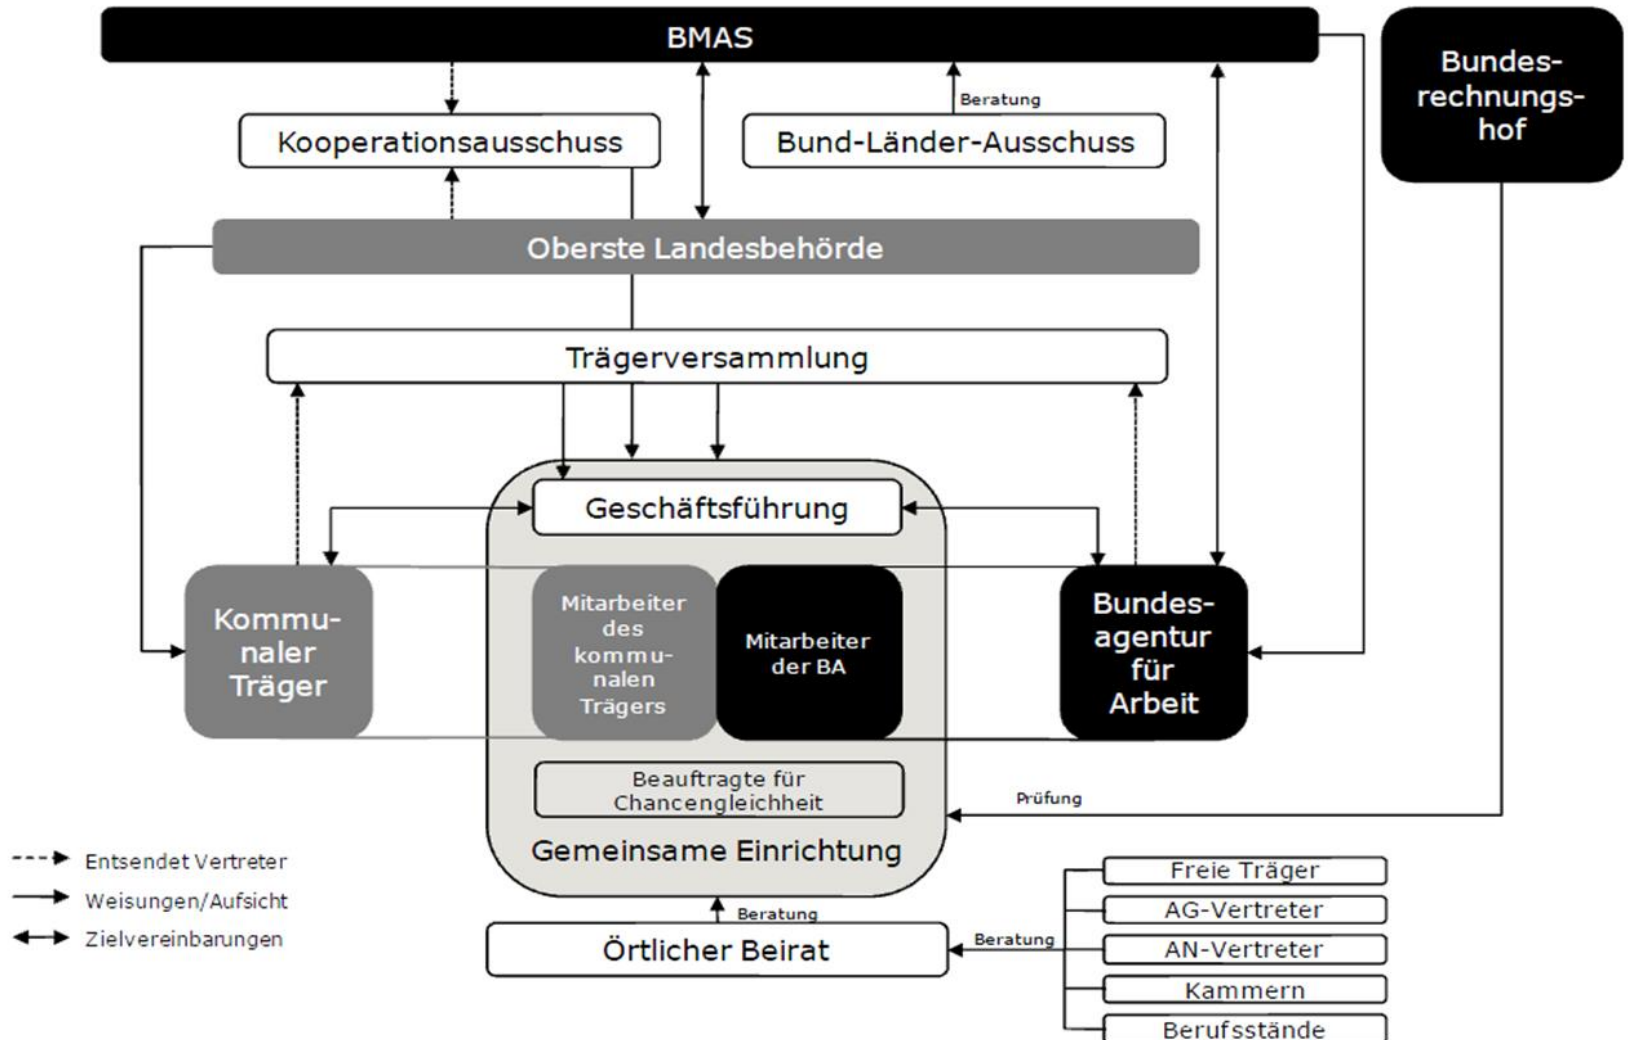 BMAS
Bundes-
rechnungs-
hof
Beratung
Kooperationsausschuss
Bund-Länder-Ausschuss
Oberste Landesbehörde
Trägerversammlung
Geschäftsführung
Kommu-
naler
Träger
Mitarbeiter
des
kommu-
nalen
Trägers
Mitarbeiter
der BA
Bundes-
agentur
für
Arbeit
Beauftragte für
Chancengleichheit
Prüfung
Gemeinsame Einrichtung
Entsendet Vertreter
Weisungen/Aufsicht
Zielvereinbarungen
Beratung
Örtlicher Beirat
Beratung
Freie Träger
AG-Vertreter
AN-Vertreter
Kammern
Berufsstände